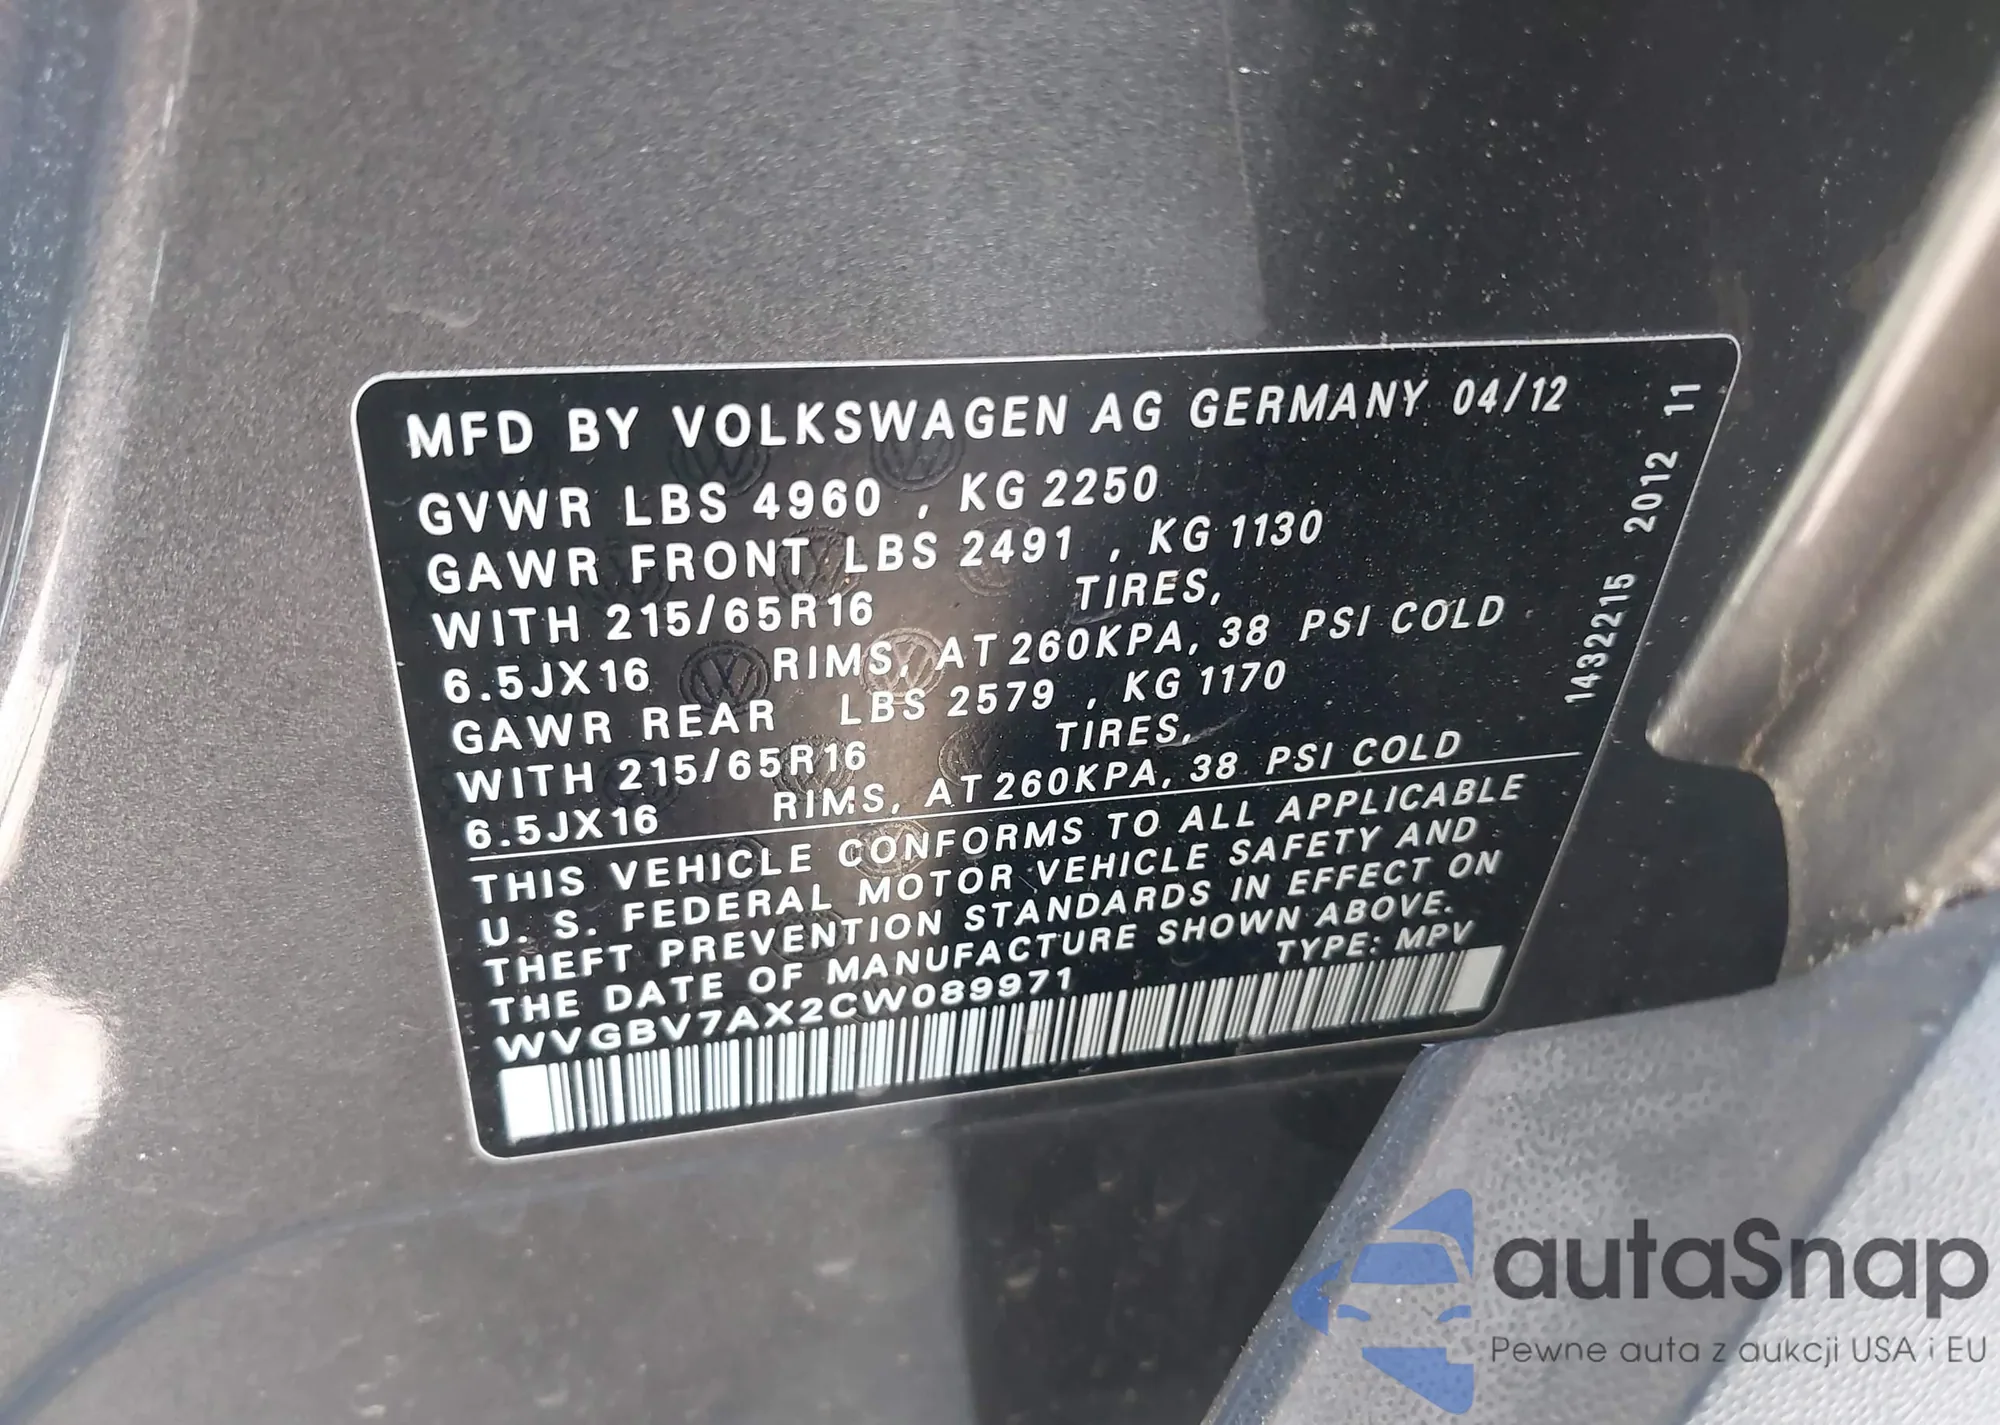 MFD BY VOLKSWAGEN AG GERMANY 04/12
GVWR LBS 4960 , KG 2250
GAWR FRONT LBS 2491 , KG 1130
WITH 215/65R16 TIRES,
6.5JX16 RIMS, AT 260KPA, 38 PSI COLD
GAWR REAR LBS 2579 , KG 1170
WITH 215/65R16 TIRES,
6.5JX16 RIMS, AT 260KPA, 38 PSI COLD
THIS VEHICLE CONFORMS TO ALL APPLICABLE
U. S. FEDERAL MOTOR VEHICLE SAFETY AND
THEFT PREVENTION STANDARDS IN EFFECT ON
THE DATE OF MANUFACTURE SHOWN ABOVE.
WVGBV7AX2CW089971 TYPE: MPV
1432215 2012 11
autaSnap
Pewne auta z aukcji USA i EU